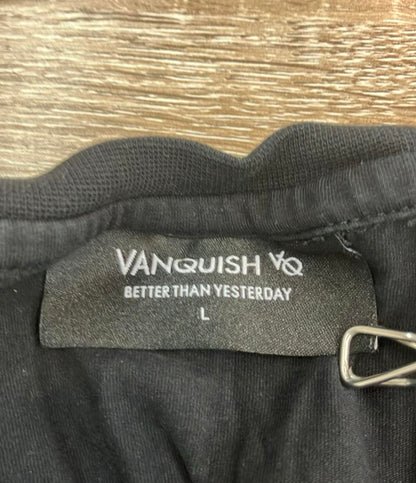 VANQUISH VQ
BETTER THAN YESTERDAY
L